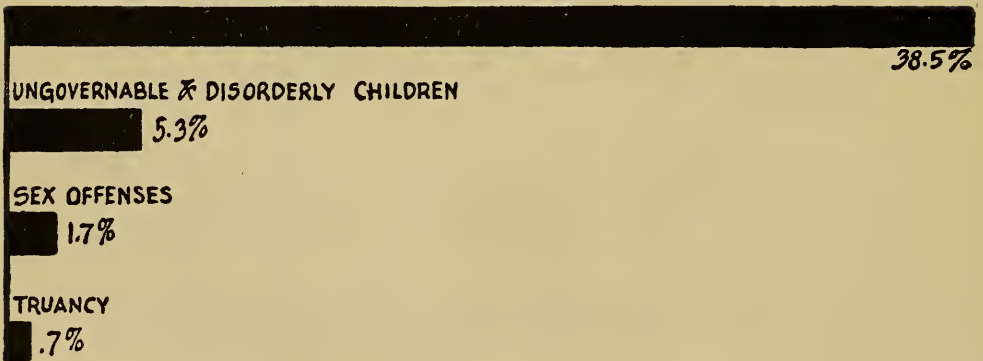 38.5%
UNGOVERNABLE & DISORDERLY CHILDREN
5.3%
SEX OFFENSES
1.7%
TRUANCY
.7%